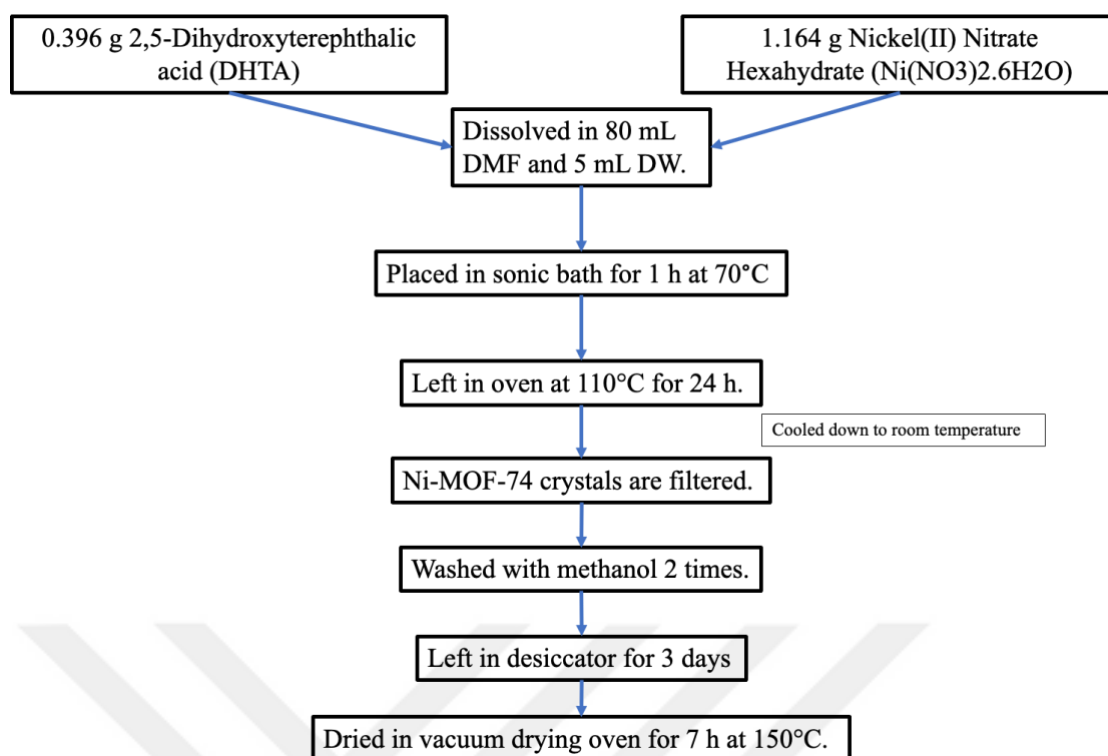 0.396 g 2,5-Dihydroxyterephthalic
acid (DHTA)
1.164 g Nickel(II) Nitrate
Hexahydrate (Ni(NO3)2.6H2O)
Dissolved in 80 mL
DMF and 5 mL DW.
Placed in sonic bath for 1 h at 70°C
Left in oven at 110°C for 24 h.
Cooled down to room temperature
Ni-MOF-74 crystals are filtered.
Washed with methanol 2 times.
Left in desiccator for 3 days
Dried in vacuum drying oven for 7 h at 150°C.